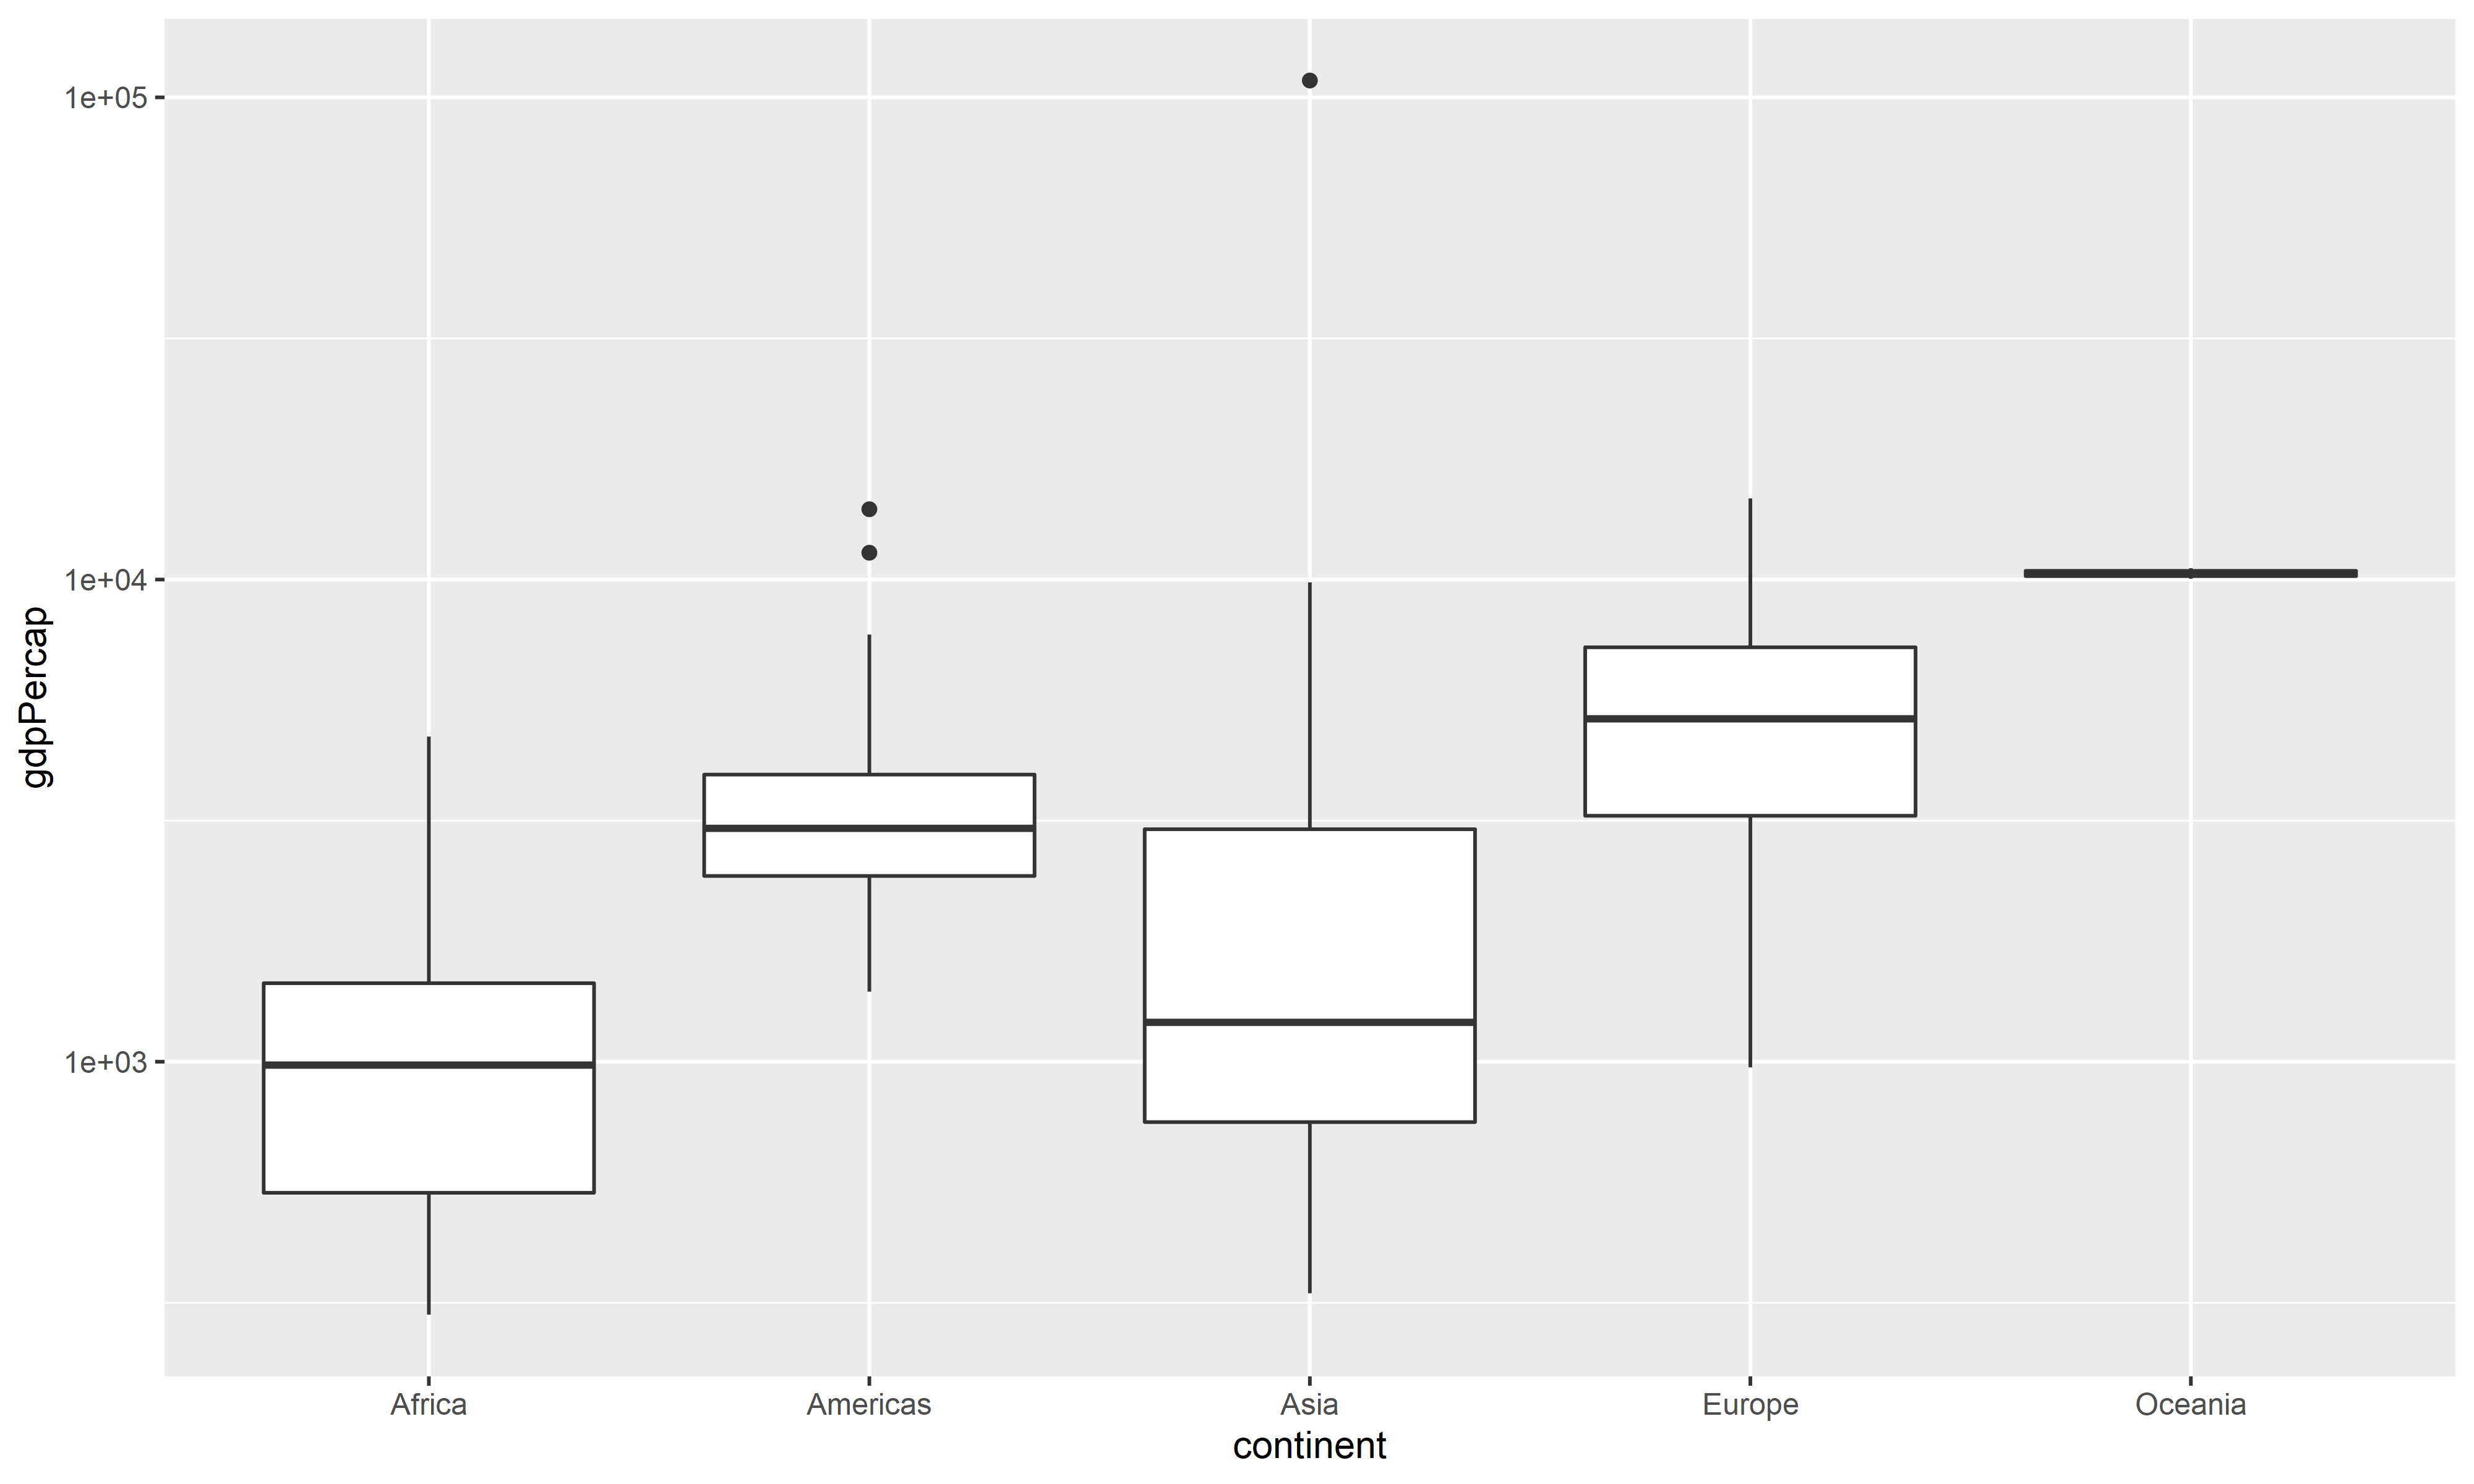 1e+05
1e+04
1e+03
gdpPercap
Africa Americas Asia Europe Oceania
continent